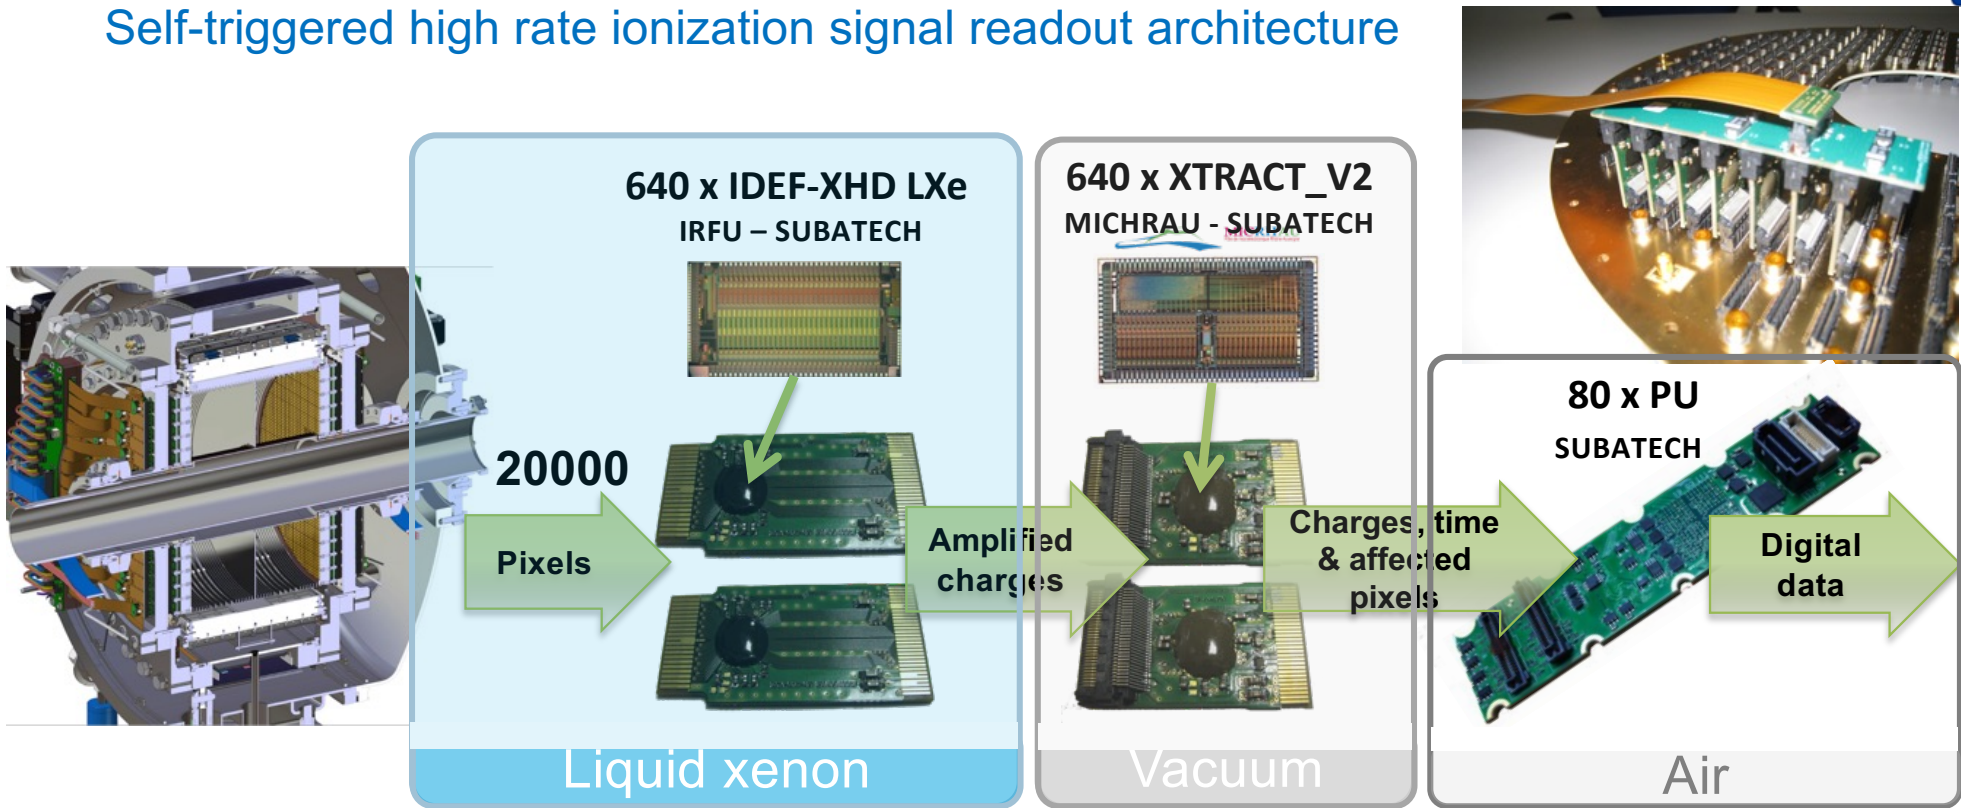 Self-triggered high rate ionization signal readout architecture
640 x IDEF-XHD LXe
IRFU – SUBATECH
640 x XTRACT_V2
MICHRAU - SUBATECH
80 x PU
SUBATECH
20000
Pixels
Amplified
charges
Charges, time
& affected
pixels
Digital
data
Liquid xenon
Vacuum
Air